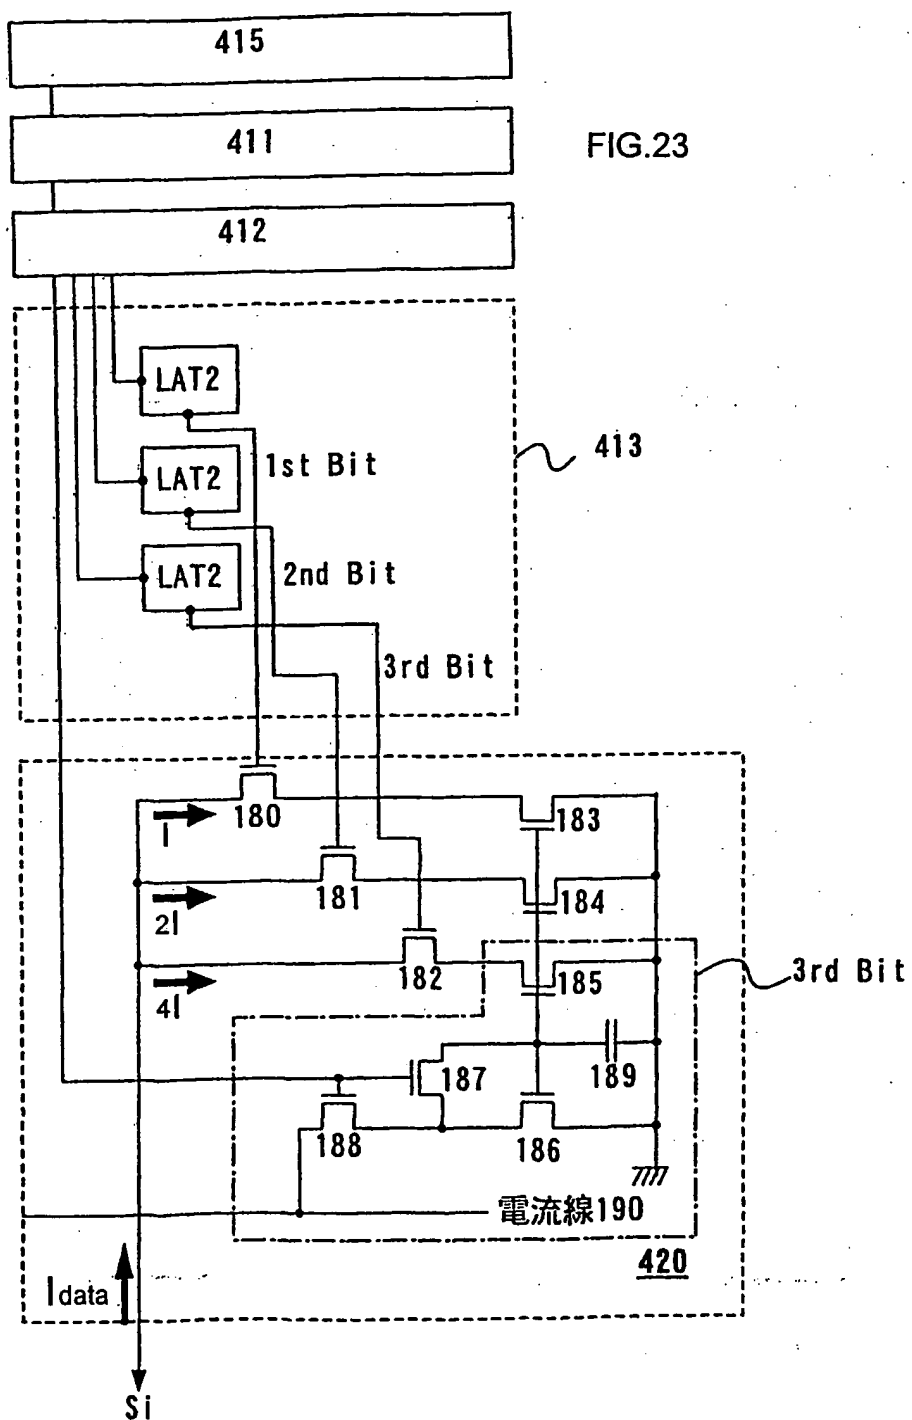 415
411
FIG.23
412
LAT2
413
1st Bit
LAT2
2nd Bit
LAT2
3rd Bit
180
183
I
181
184
2I
182
185
3rd Bit
4I
187
189
188
186
電流線190
420
Idata
Si